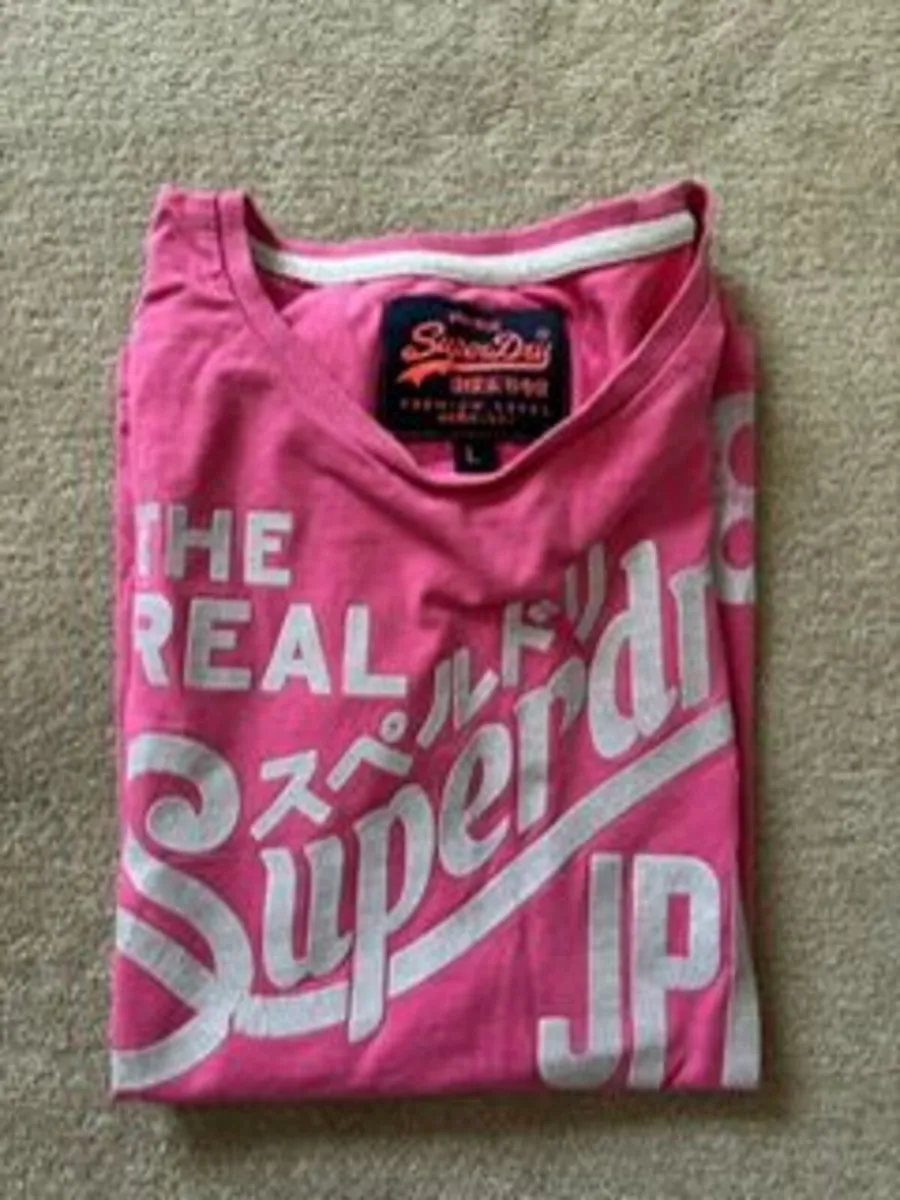 SuperDry
L
THE
REAL
スペルドリ
Superdr
JP